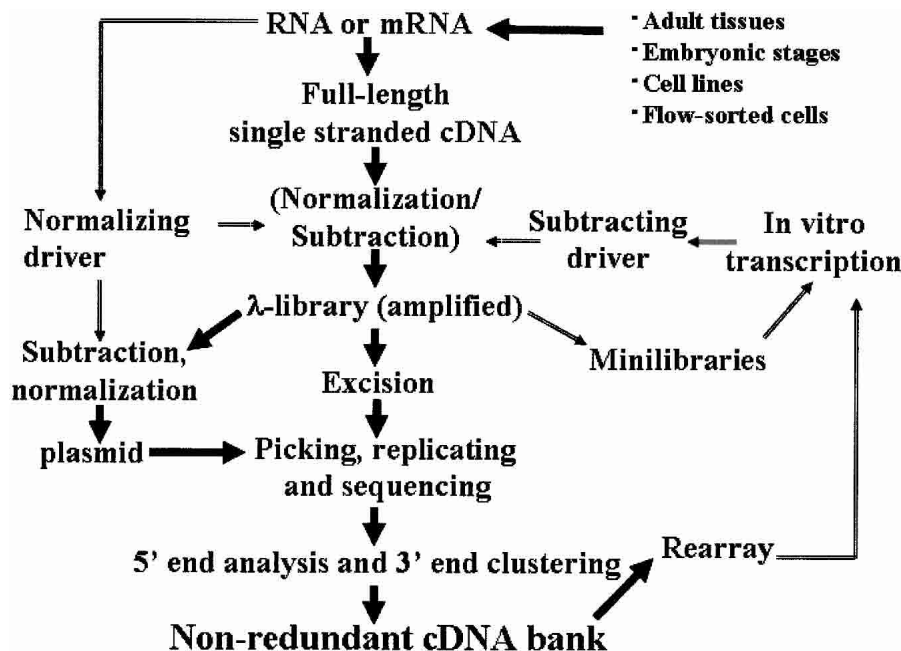 RNA or mRNA
- Adult tissues
- Embryonic stages
- Cell lines
- Flow-sorted cells
Full-length
single stranded cDNA
(Normalization/
Subtraction)
Normalizing
driver
Subtracting
driver
In vitro
transcription
λ-library (amplified)
Subtraction,
normalization
Minilibraries
Excision
plasmid
Picking, replicating
and sequencing
5’ end analysis and 3’ end clustering
Rearray
Non-redundant cDNA bank